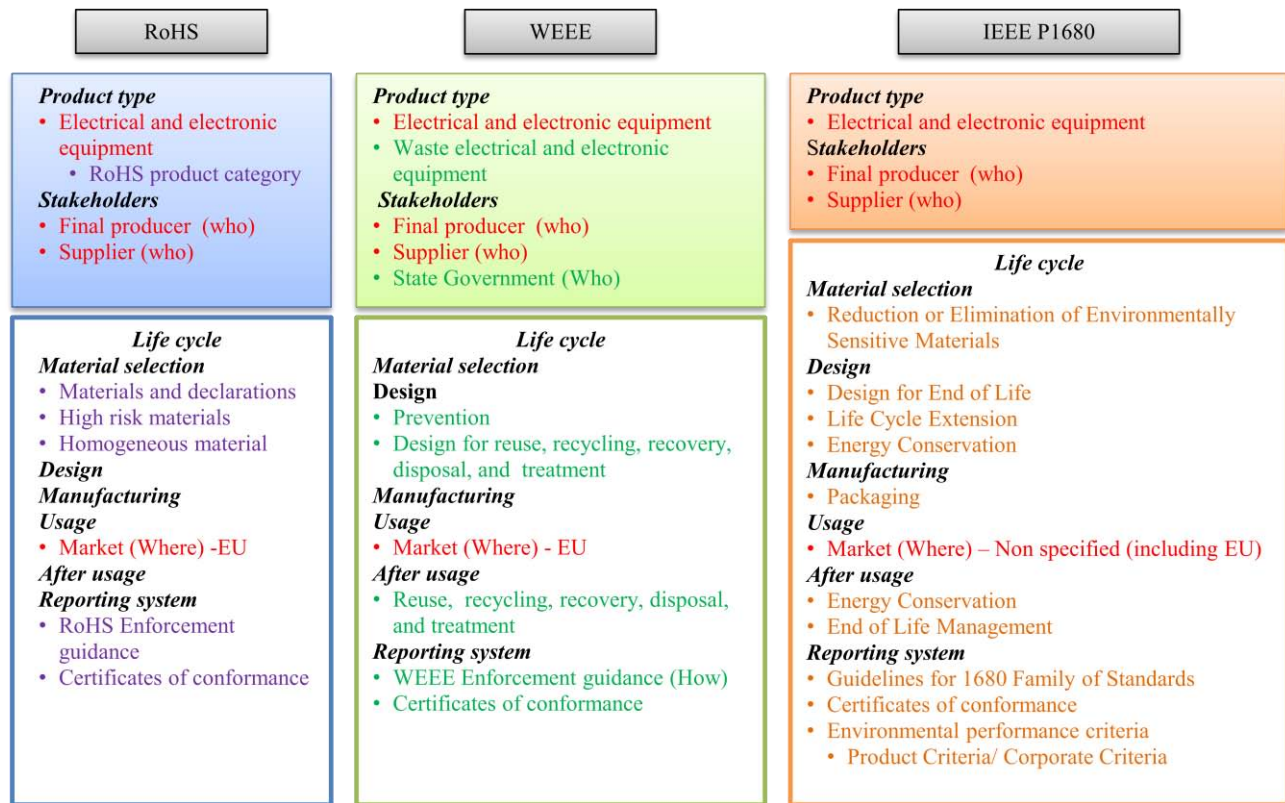 RoHS
Product type
• Electrical and electronic
equipment
• RoHS product category
Stakeholders
• Final producer (who)
• Supplier (who)
Life cycle
Material selection
• Materials and declarations
• High risk materials
• Homogeneous material
Design
Manufacturing
Usage
• Market (Where) -EU
After usage
Reporting system
• RoHS Enforcement
guidance
• Certificates of conformance
WEEE
Product type
• Electrical and electronic equipment
• Waste electrical and electronic
equipment
Stakeholders
• Final producer (who)
• Supplier (who)
• State Government (Who)
Life cycle
Material selection
Design
• Prevention
• Design for reuse, recycling, recovery,
disposal, and treatment
Manufacturing
Usage
• Market (Where) - EU
After usage
• Reuse, recycling, recovery, disposal,
and treatment
Reporting system
• WEEE Enforcement guidance (How)
• Certificates of conformance
IEEE P1680
Product type
• Electrical and electronic equipment
Stakeholders
• Final producer (who)
• Supplier (who)
Life cycle
Material selection
• Reduction or Elimination of Environmentally
Sensitive Materials
Design
• Design for End of Life
• Life Cycle Extension
• Energy Conservation
Manufacturing
• Packaging
Usage
• Market (Where) – Non specified (including EU)
After usage
• Energy Conservation
• End of Life Management
Reporting system
• Guidelines for 1680 Family of Standards
• Certificates of conformance
• Environmental performance criteria
• Product Criteria/ Corporate Criteria